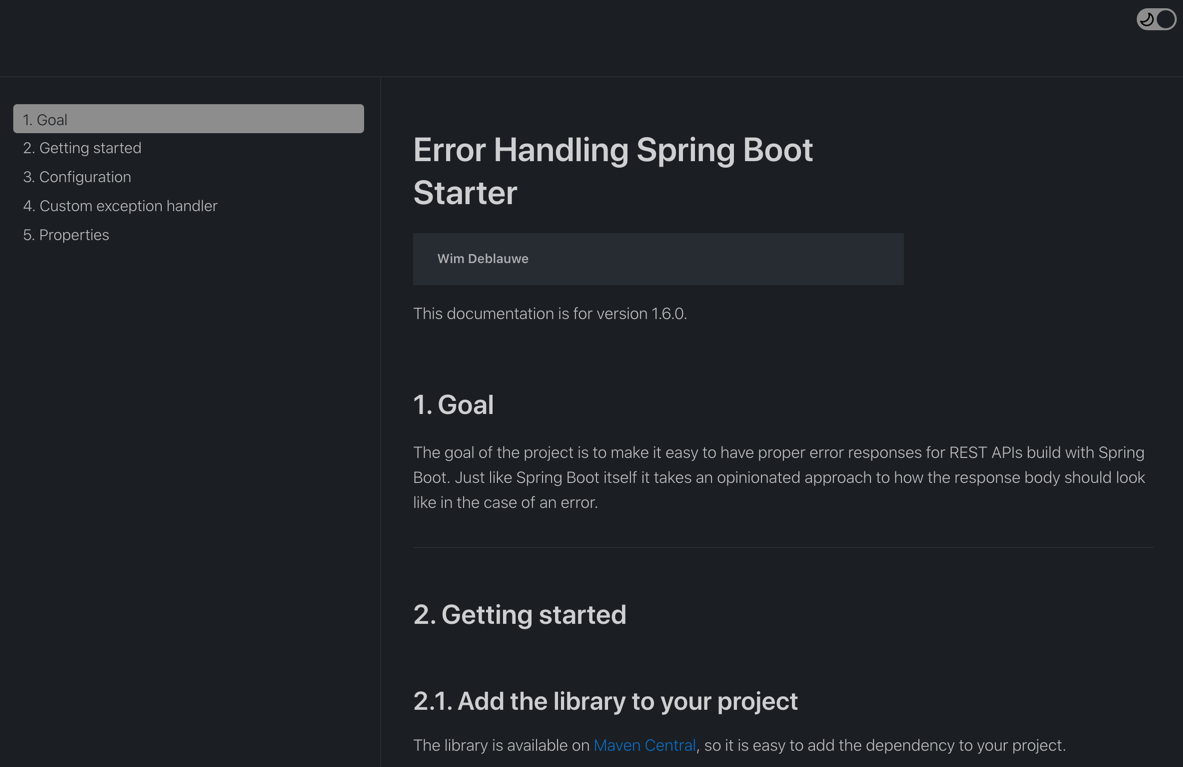 1. Goal
2. Getting started
3. Configuration
4. Custom exception handler
5. Properties
Error Handling Spring Boot
Starter
Wim Deblauwe
This documentation is for version 1.6.0.
1. Goal
The goal of the project is to make it easy to have proper error responses for REST APIs build with Spring
Boot. Just like Spring Boot itself it takes an opinionated approach to how the response body should look
like in the case of an error.
2. Getting started
2.1. Add the library to your project
The library is available on Maven Central, so it is easy to add the dependency to your project.